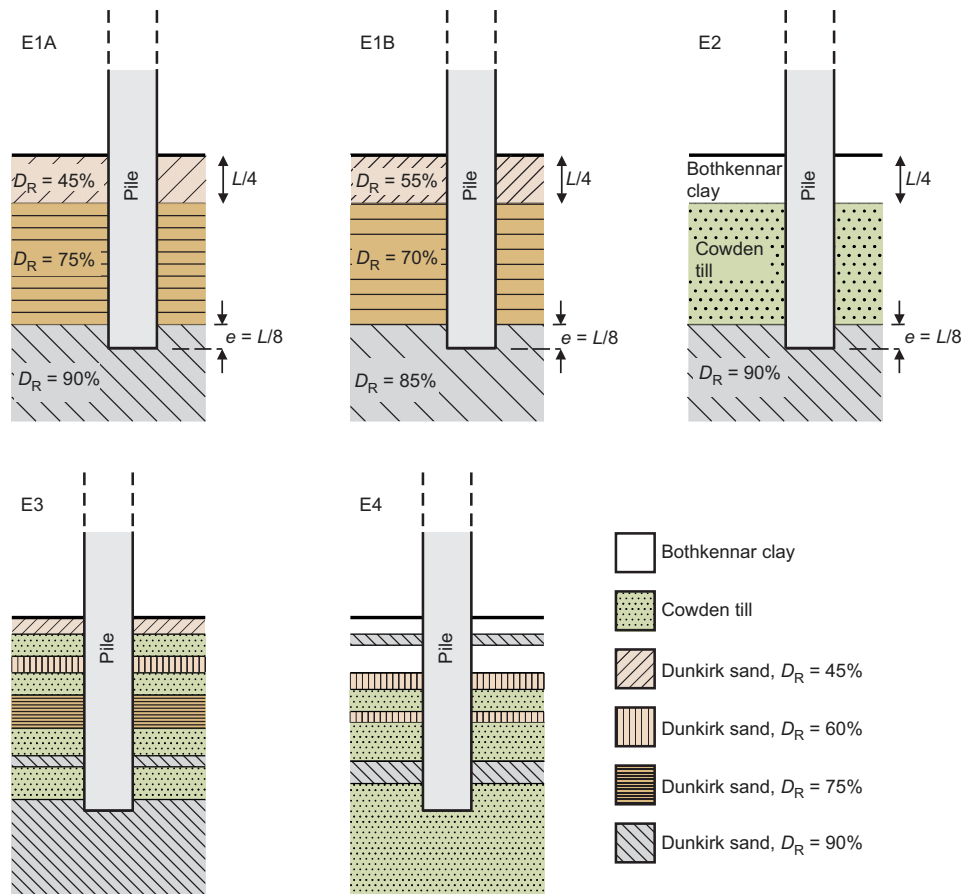 E1A
E1B
E2
Pile
Pile
Pile
D_R = 45%
L/4
D_R = 55%
L/4
Bothkennar
clay
L/4
D_R = 75%
D_R = 70%
Cowden
till
e = L/8
e = L/8
e = L/8
D_R = 90%
D_R = 85%
D_R = 90%
E3
E4
Pile
Pile
Bothkennar clay
Cowden till
Dunkirk sand, D_R = 45%
Dunkirk sand, D_R = 60%
Dunkirk sand, D_R = 75%
Dunkirk sand, D_R = 90%